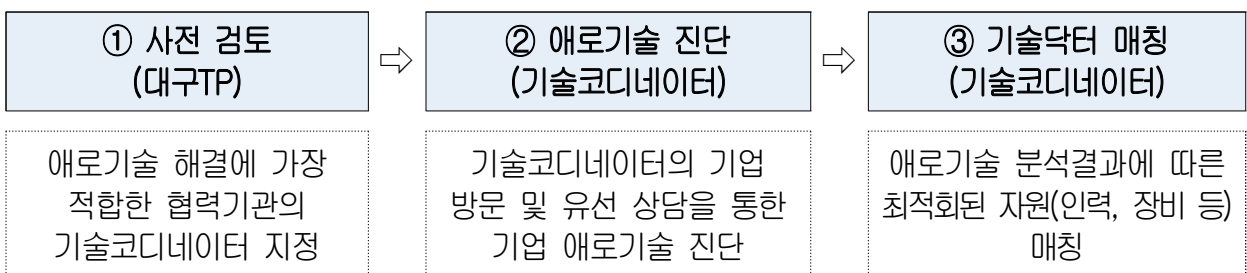 ① 사전 검토
(대구TP)
⇨
② 애로기술 진단
(기술코디네이터)
⇨
③ 기술닥터 매칭
(기술코디네이터)
애로기술 해결에 가장
적합한 협력기관의
기술코디네이터 지정
기술코디네이터의 기업
방문 및 유선 상담을 통한
기업 애로기술 진단
애로기술 분석결과에 따른
최적화된 자원(인력, 장비 등)
매칭